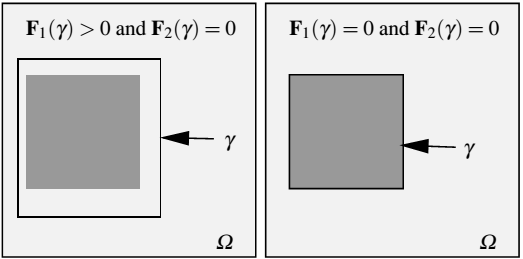 F₁(γ) > 0 and F₂(γ) = 0
γ
Ω
F₁(γ) = 0 and F₂(γ) = 0
γ
Ω